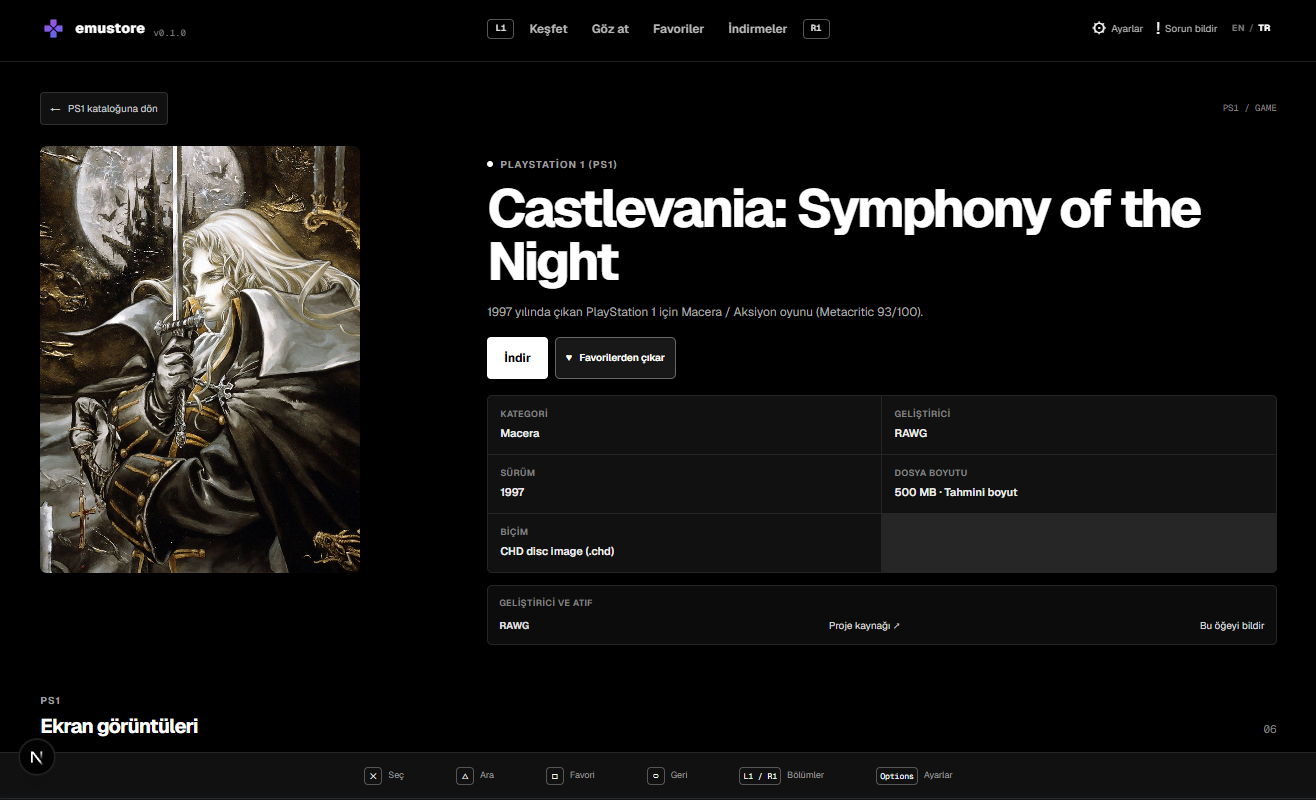 emustore v0.1.0
L1 Keşfet Göz at Favoriler İndirmeler R1
Ayarlar Sorun bildir EN / TR
← PS1 kataloğuna dön
PS1 / GAME
PLAYSTATİON 1 (PS1)
Castlevania: Symphony of the
Night
1997 yılında çıkan PlayStation 1 için Macera / Aksiyon oyunu (Metacritic 93/100).
İndir
♥ Favorilerden çıkar
KATEGORİ
Macera
GELİŞTİRİCİ
RAWG
SÜRÜM
1997
DOSYA BOYUTU
500 MB · Tahmini boyut
BİÇİM
CHD disc image (.chd)
GELİŞTİRİCİ VE ATIF
RAWG Proje kaynağı ↗ Bu öğeyi bildir
PS1
Ekran görüntüleri
06
N
× Seç △ Ara □ Favori ○ Geri L1 / R1 Bölümler Options Ayarlar